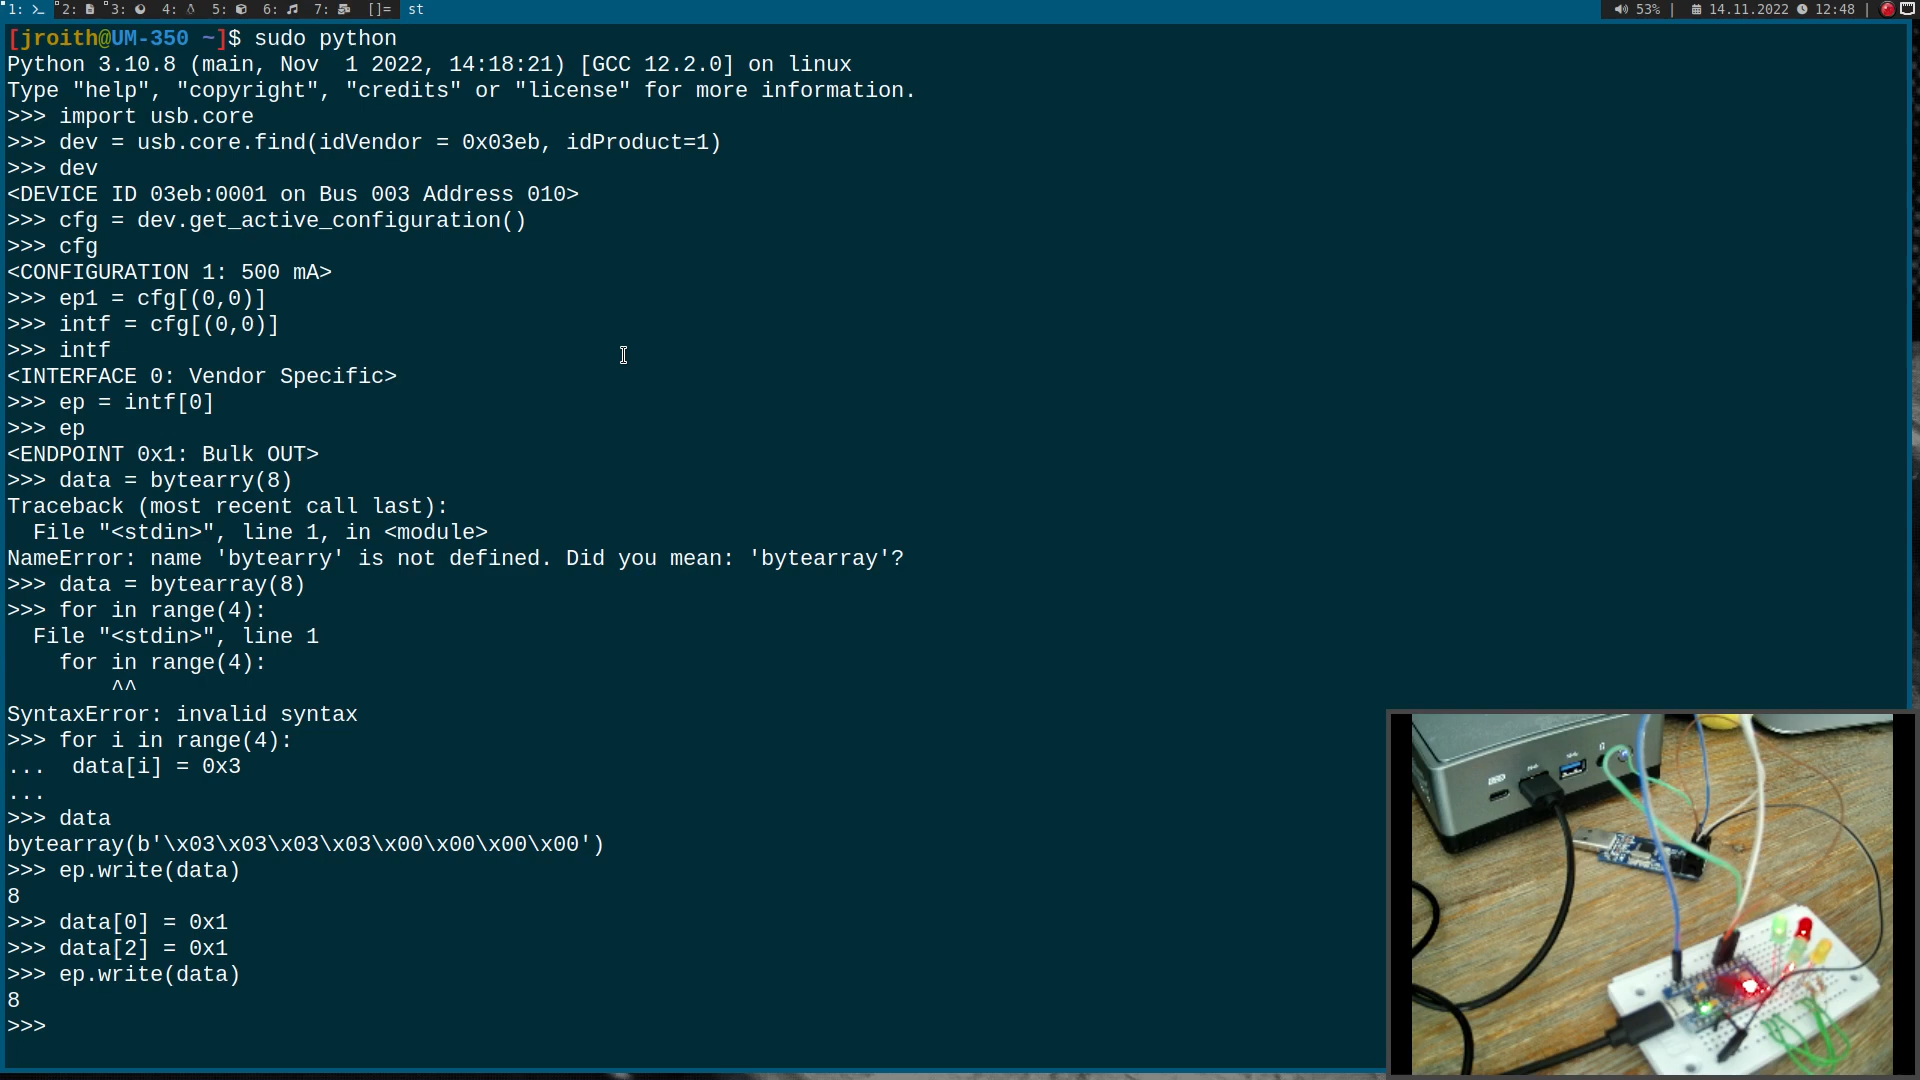 1: 2: 3: 4: 5: 6: 7: []= st 53% | 14.11.2022 12:48 |
[jroith@UM-350 ~]$ sudo python
Python 3.10.8 (main, Nov  1 2022, 14:18:21) [GCC 12.2.0] on linux
Type "help", "copyright", "credits" or "license" for more information.
>>> import usb.core
>>> dev = usb.core.find(idVendor = 0x03eb, idProduct=1)
>>> dev
<DEVICE ID 03eb:0001 on Bus 003 Address 010>
>>> cfg = dev.get_active_configuration()
>>> cfg
<CONFIGURATION 1: 500 mA>
>>> ep1 = cfg[(0,0)]
>>> intf = cfg[(0,0)]
>>> intf
<INTERFACE 0: Vendor Specific>
>>> ep = intf[0]
>>> ep
<ENDPOINT 0x1: Bulk OUT>
>>> data = bytearry(8)
Traceback (most recent call last):
  File "<stdin>", line 1, in <module>
NameError: name 'bytearry' is not defined. Did you mean: 'bytearray'?
>>> data = bytearray(8)
>>> for in range(4):
  File "<stdin>", line 1
    for in range(4):
        ^^
SyntaxError: invalid syntax
>>> for i in range(4):
...  data[i] = 0x3
...
>>> data
bytearray(b'\x03\x03\x03\x03\x00\x00\x00\x00')
>>> ep.write(data)
8
>>> data[0] = 0x1
>>> data[2] = 0x1
>>> ep.write(data)
8
>>>